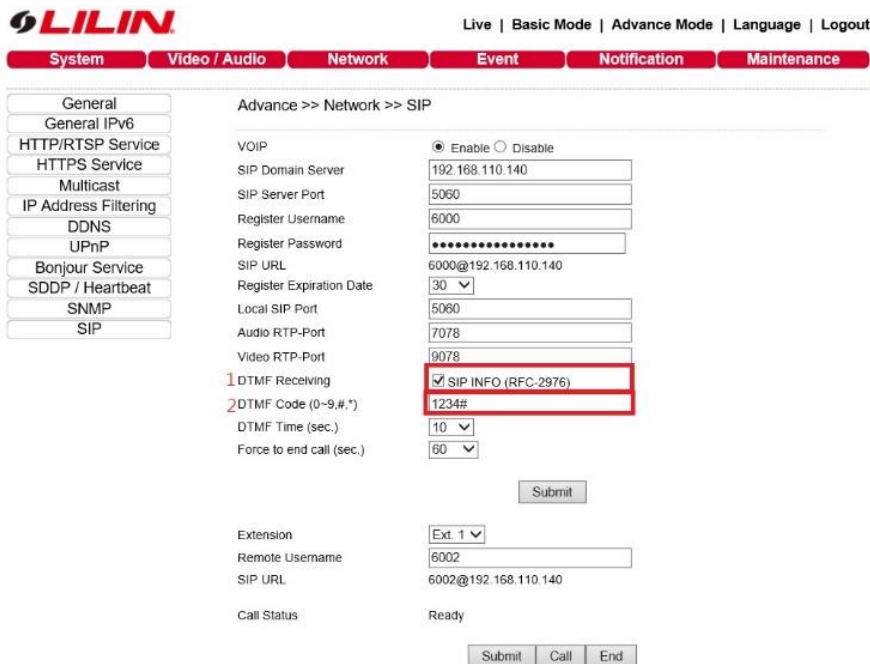 LILIN
Live | Basic Mode | Advance Mode | Language | Logout
System Video / Audio Network Event Notification Maintenance
General
General IPv6
HTTP/RTSP Service
HTTPS Service
Multicast
IP Address Filtering
DDNS
UPnP
Bonjour Service
SDDP / Heartbeat
SNMP
SIP
Advance >> Network >> SIP
VOIP Enable Disable
SIP Domain Server 192.168.110.140
SIP Server Port 5060
Register Username 6000
Register Password ••••••••••••••••
SIP URL 6000@192.168.110.140
Register Expiration Date 30
Local SIP Port 5060
Audio RTP-Port 7078
Video RTP-Port 9078
1 DTMF Receiving SIP INFO (RFC-2976)
2 DTMF Code (0~9,#,*) 1234#
DTMF Time (sec.) 10
Force to end call (sec.) 60
Submit
Extension Ext. 1
Remote Username 6002
SIP URL 6002@192.168.110.140
Call Status Ready
Submit Call End